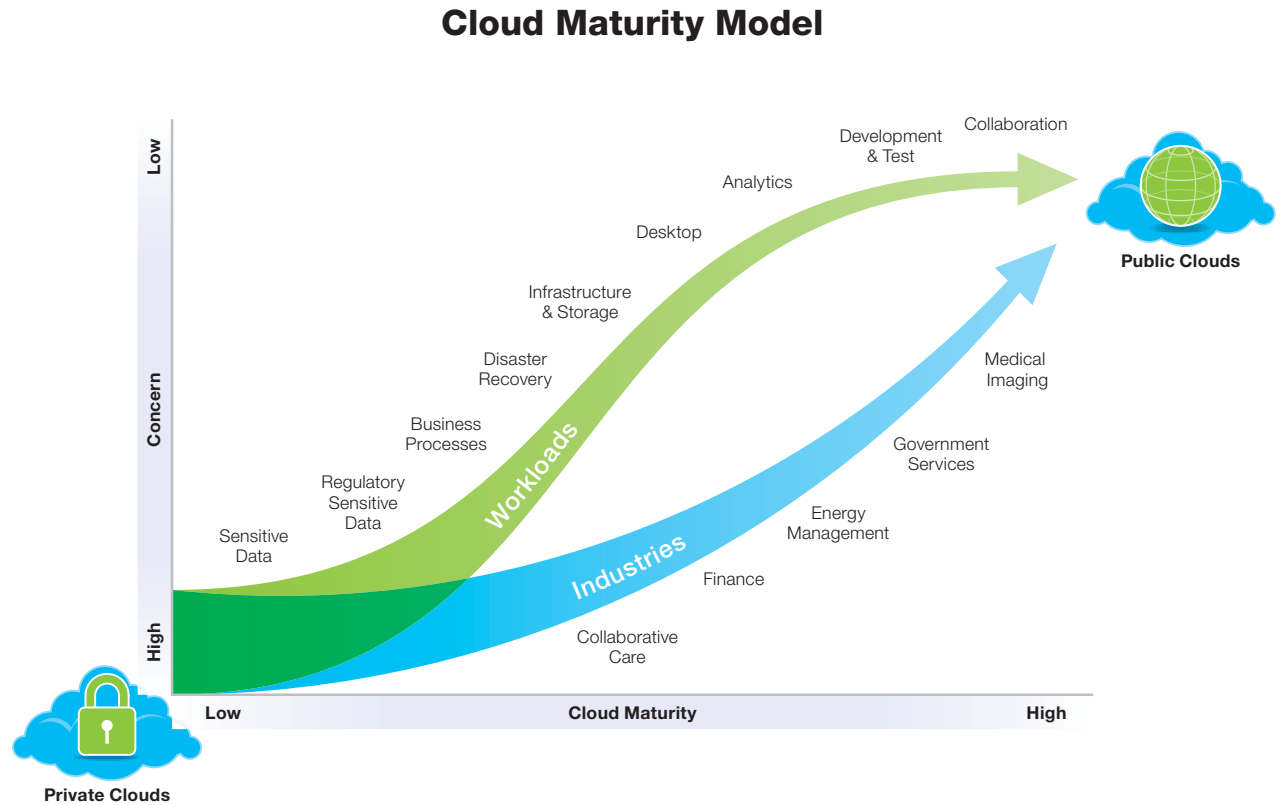 Cloud Maturity Model
Low
Concern
High
Collaboration
Development
& Test
Analytics
Desktop
Infrastructure
& Storage
Disaster
Recovery
Business
Processes
Regulatory
Sensitive
Data
Sensitive
Data
Workloads
Industries
Medical
Imaging
Government
Services
Energy
Management
Finance
Collaborative
Care
Public Clouds
Low
Cloud Maturity
High
Private Clouds